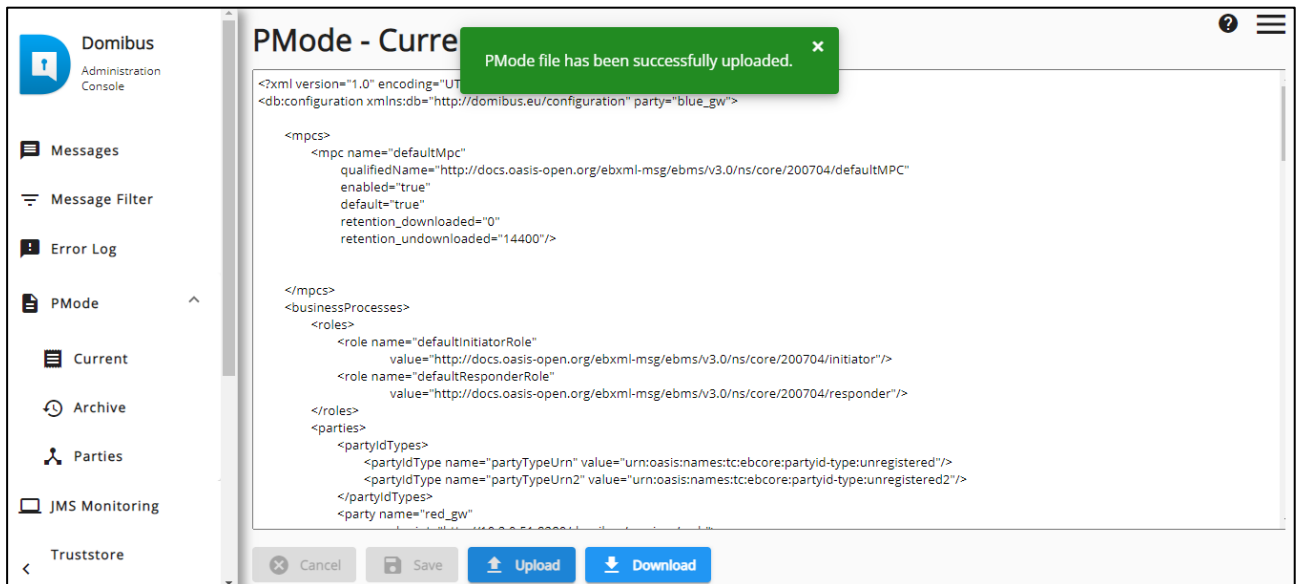 Domibus
Administration
Console
Messages
Message Filter
Error Log
PMode
Current
Archive
Parties
JMS Monitoring
Truststore
PMode - Curre
PMode file has been successfully uploaded.
<?xml version="1.0" encoding="UT
<db:configuration xmlns:db="http://domibus.eu/configuration" party="blue_gw">
<mpcs>
<mpc name="defaultMpc"
qualifiedName="http://docs.oasis-open.org/ebxml-msg/ebms/v3.0/ns/core/200704/defaultMPC"
enabled="true"
default="true"
retention_downloaded="0"
retention_undownloaded="14400"/>
</mpcs>
<businessProcesses>
<roles>
<role name="defaultInitiatorRole"
value="http://docs.oasis-open.org/ebxml-msg/ebms/v3.0/ns/core/200704/initiator"/>
<role name="defaultResponderRole"
value="http://docs.oasis-open.org/ebxml-msg/ebms/v3.0/ns/core/200704/responder"/>
</roles>
<parties>
<partyIdTypes>
<partyIdType name="partyTypeUrn" value="urn:oasis:names:tc:ebcore:partyid-type:unregistered"/>
<partyIdType name="partyTypeUrn2" value="urn:oasis:names:tc:ebcore:partyid-type:unregistered2"/>
</partyIdTypes>
<party name="red_gw"
Cancel
Save
Upload
Download